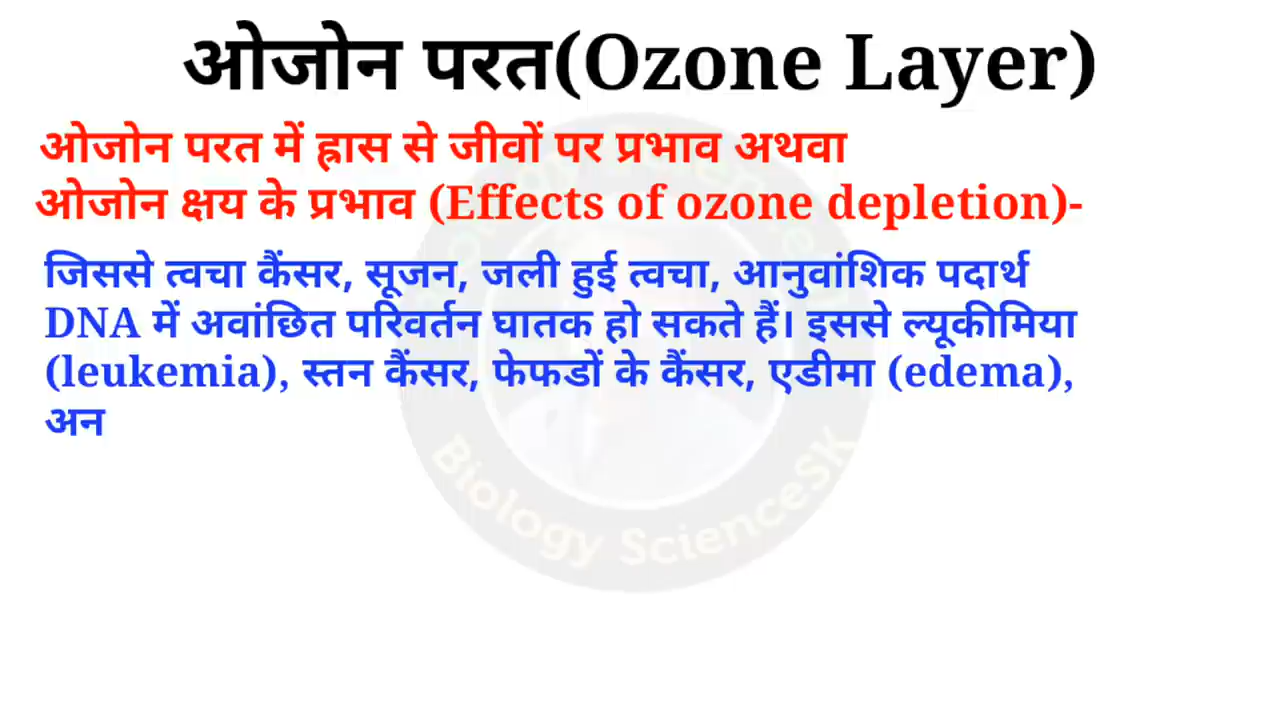 ओजोन परत(Ozone Layer)
ओजोन परत में ह्रास से जीवों पर प्रभाव अथवा
ओजोन क्षय के प्रभाव (Effects of ozone depletion)-
जिससे त्वचा कैंसर, सूजन, जली हुई त्वचा, आनुवांशिक पदार्थ
DNA में अवांछित परिवर्तन घातक हो सकते हैं। इससे ल्यूकीमिया
(leukemia), स्तन कैंसर, फेफडों के कैंसर, एडीमा (edema),
अन
Biology ScienceSK